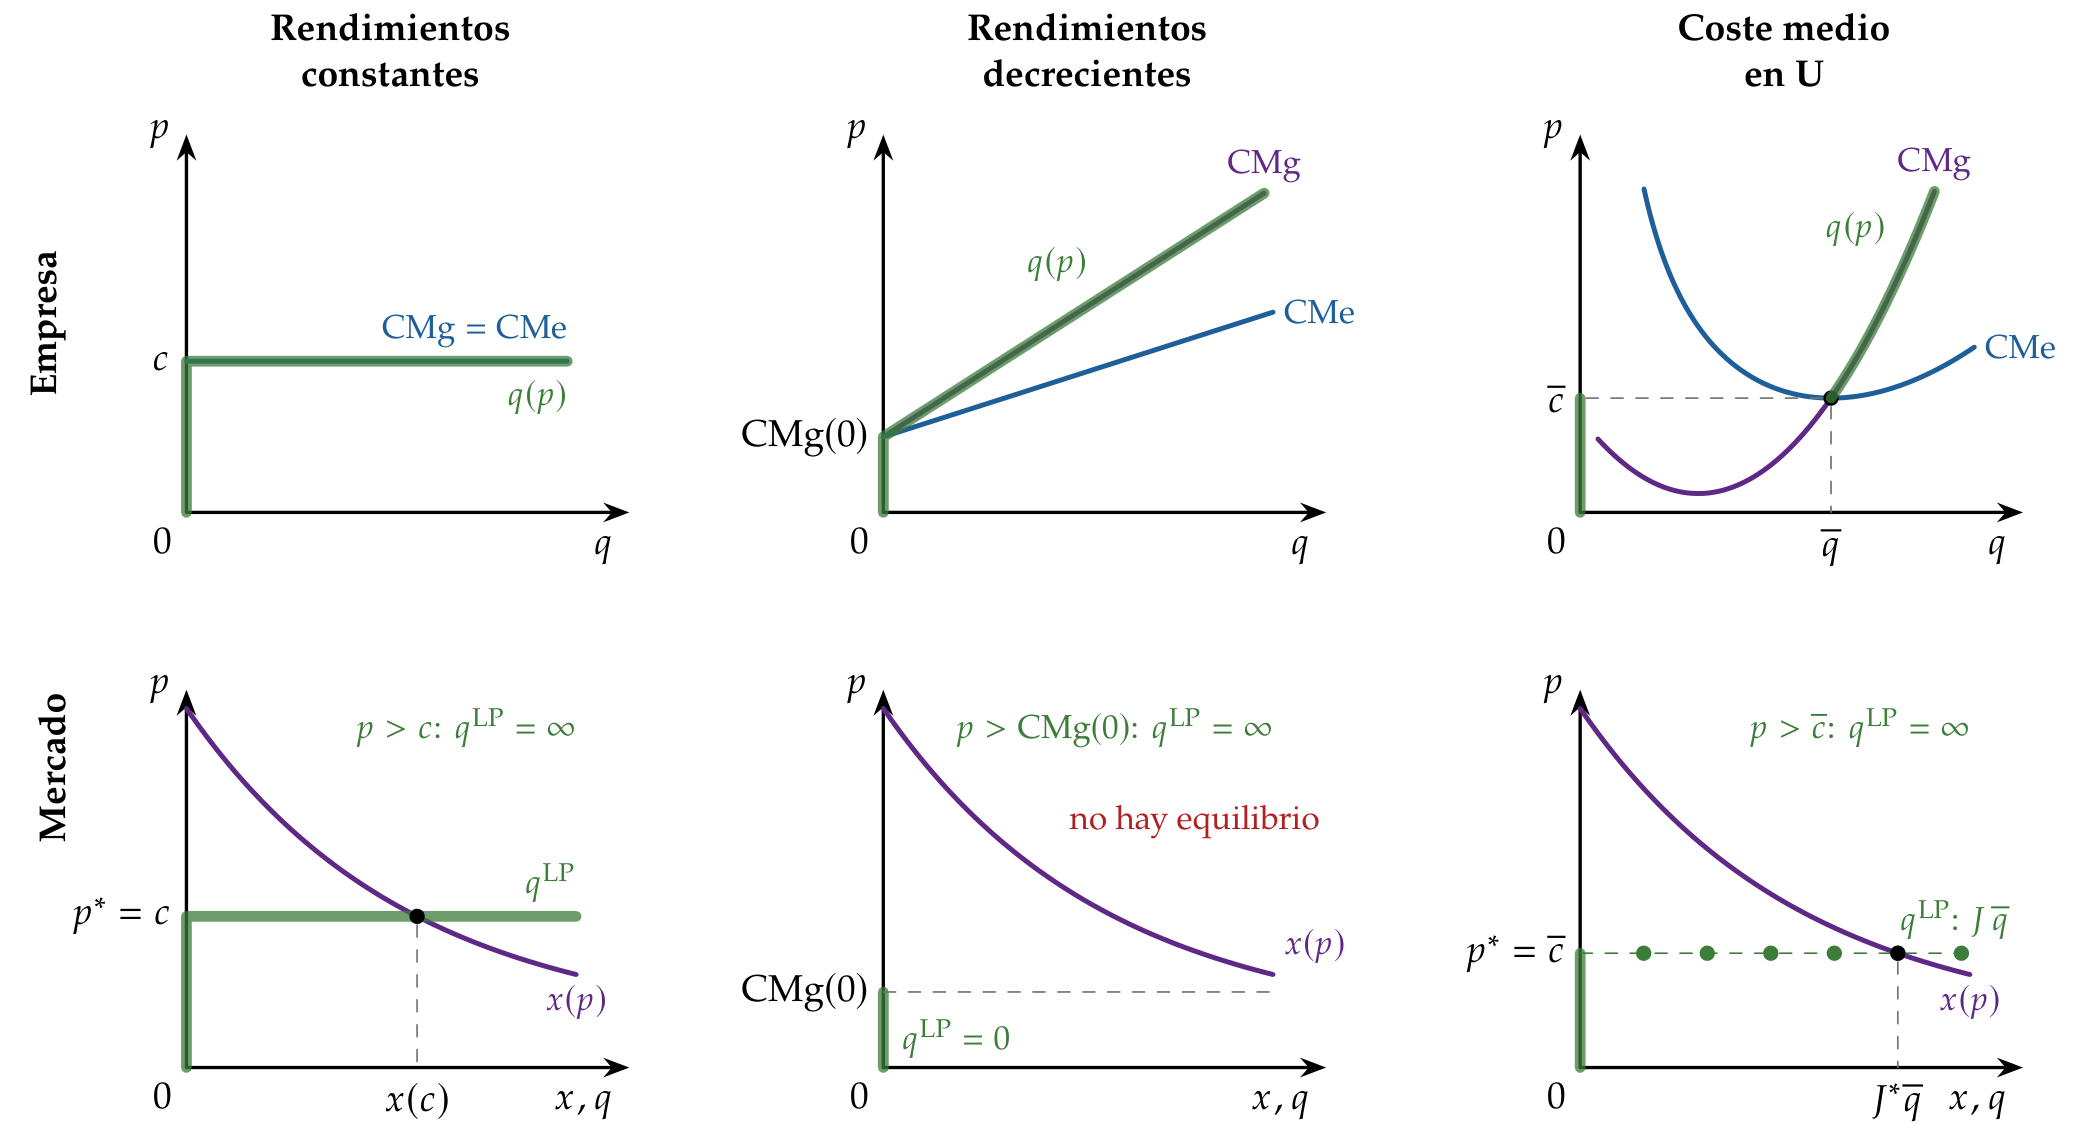 Rendimientos
constantes
Rendimientos
decrecientes
Coste medio
en U
Empresa
p
CMg = CMe
c
q(p)
0
q
p
CMg
q(p)
CMe
CMg(0)
0
q
p
CMg
q(p)
CMe
c̅
0
q̅
q
Mercado
p
p > c: q^LP = ∞
q^LP
p* = c
x(p)
0
x(c)
x, q
p
p > CMg(0): q^LP = ∞
no hay equilibrio
x(p)
CMg(0)
q^LP = 0
0
x, q
p
p > c̅: q^LP = ∞
q^LP: J q̅
p* = c̅
x(p)
0
J*q̅
x, q